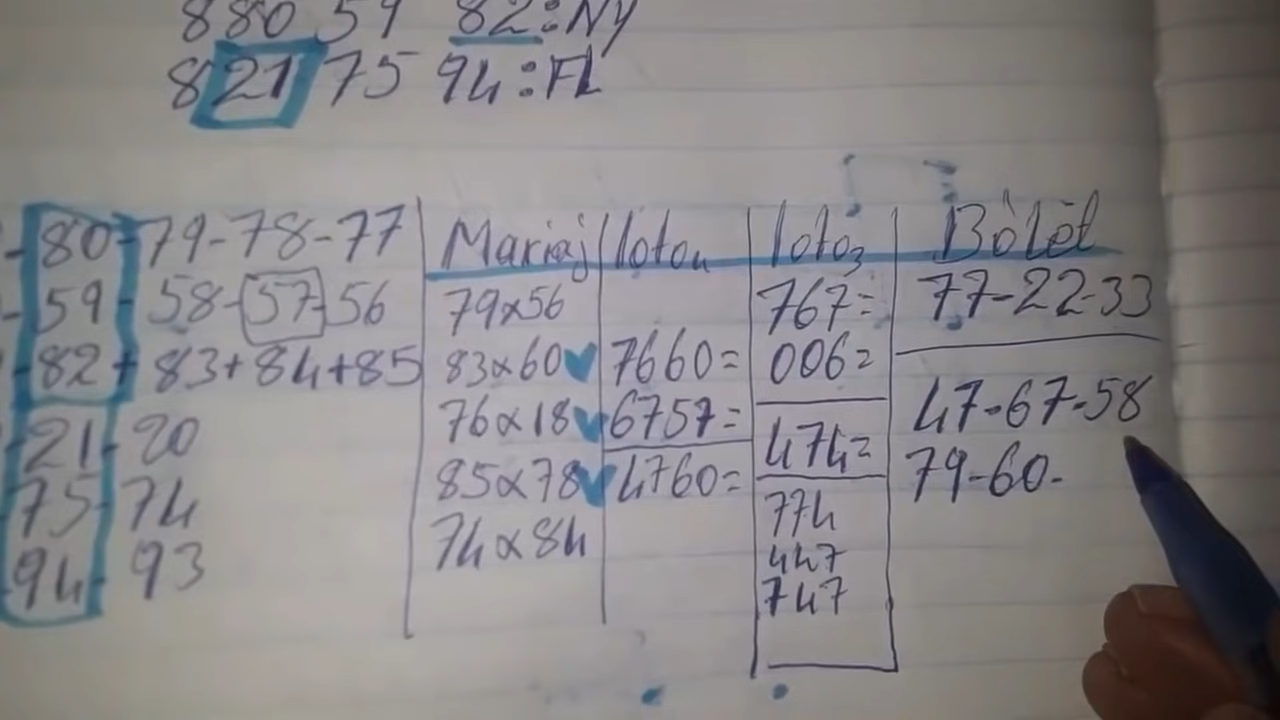 880 59 82:NY
821 75 94:FL
-80-79-78-77
-59-58-57-56
-82+83+84+85
21-20
75-74
94-93
Mariaj
79x56
83x60
76x18
85x78
74x84
loto4
7660=
6757=
4760=
loto3
767=
006=
474=
774
447
747
Bòlèt
77-22-33
47-67-58
79-60-